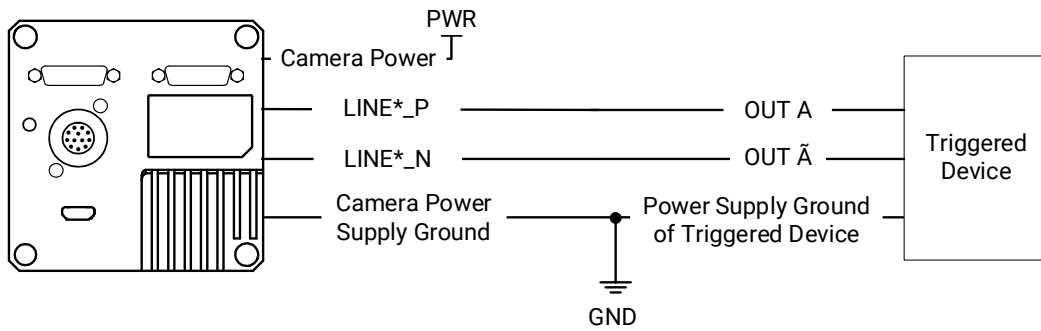 PWR
Camera Power
LINE*_P
OUT A
LINE*_N
OUT Ã
Triggered
Device
Camera Power
Supply Ground
Power Supply Ground
of Triggered Device
GND